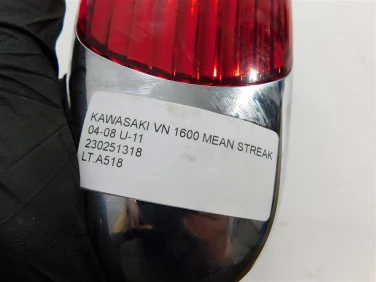 KAWASAKI VN 1600 MEAN STREAK
04-08 U-11
230251318
LT.A518